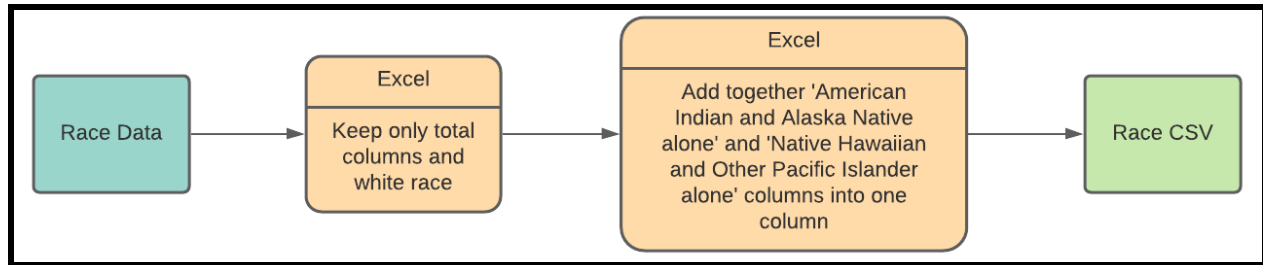 Race Data
Excel
Keep only total
columns and
white race
Excel
Add together 'American
Indian and Alaska Native
alone' and 'Native Hawaiian
and Other Pacific Islander
alone' columns into one
column
Race CSV